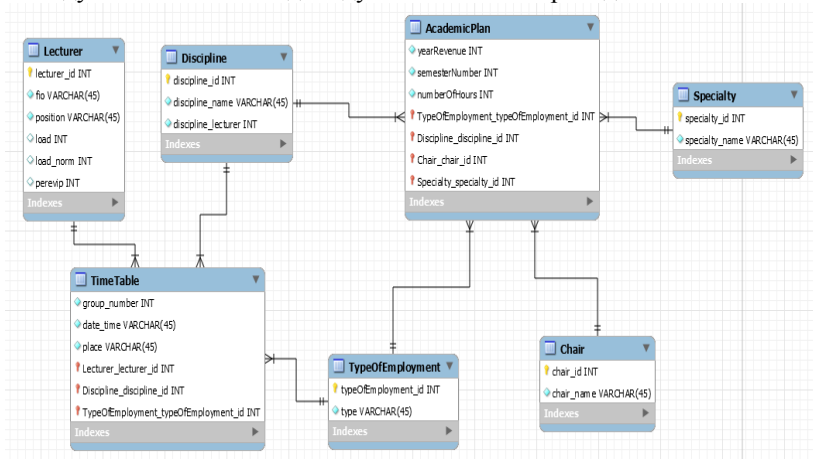 Lecturer
lecturer_id INT
fio VARCHAR(45)
position VARCHAR(45)
load INT
load_norm INT
perevip INT
Indexes
Discipline
discipline_id INT
discipline_name VARCHAR(45)
discipline_lecturer INT
Indexes
AcademicPlan
yearRevenue INT
semesterNumber INT
numberOfHours INT
TypeOfEmployment_typeOfEmployment_id INT
Discipline_discipline_id INT
Chair_chair_id INT
Specialty_specialty_id INT
Indexes
Specialty
specialty_id INT
specialty_name VARCHAR(45)
Indexes
TimeTable
group_number INT
date_time VARCHAR(45)
place VARCHAR(45)
Lecturer_lecturer_id INT
Discipline_discipline_id INT
TypeOfEmployment_typeOfEmployment_id INT
Indexes
TypeOfEmployment
typeOfEmployment_id INT
type VARCHAR(45)
Indexes
Chair
chair_id INT
chair_name VARCHAR(45)
Indexes